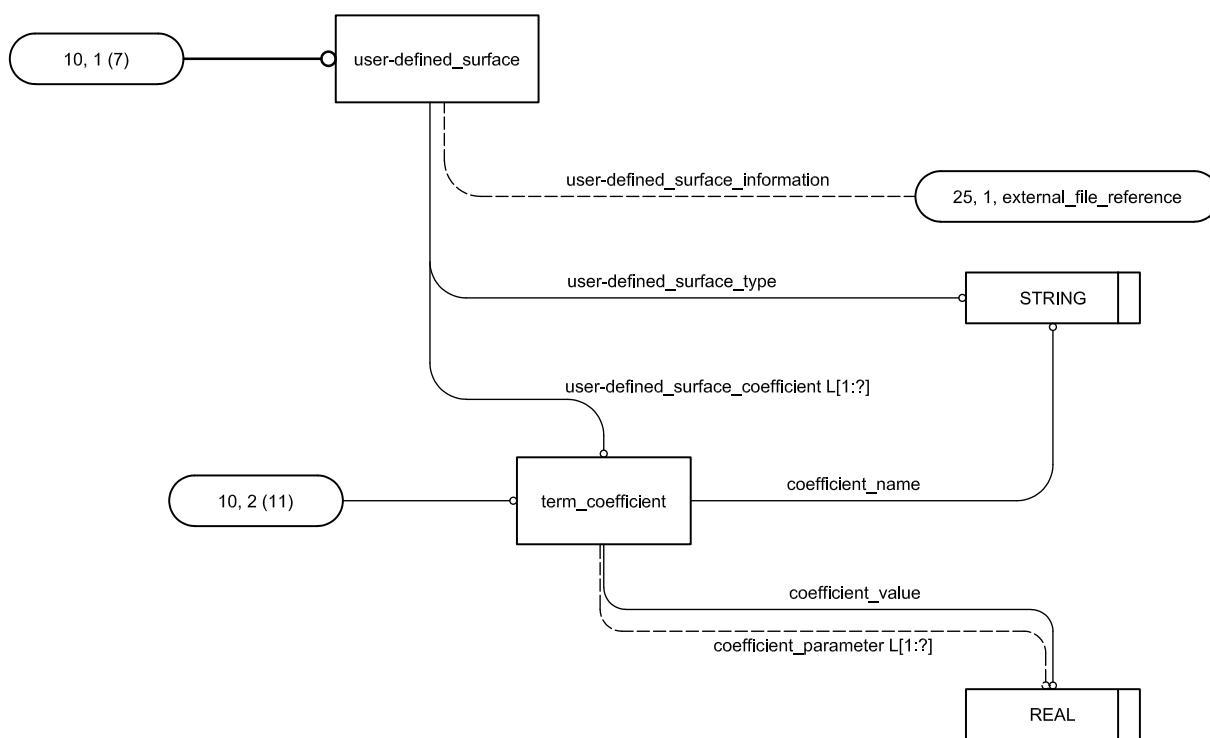 10, 1 (7)
user-defined_surface
user-defined_surface_information
25, 1, external_file_reference
user-defined_surface_type
STRING
user-defined_surface_coefficient L[1:?]
10, 2 (11)
term_coefficient
coefficient_name
coefficient_value
coefficient_parameter L[1:?]
REAL